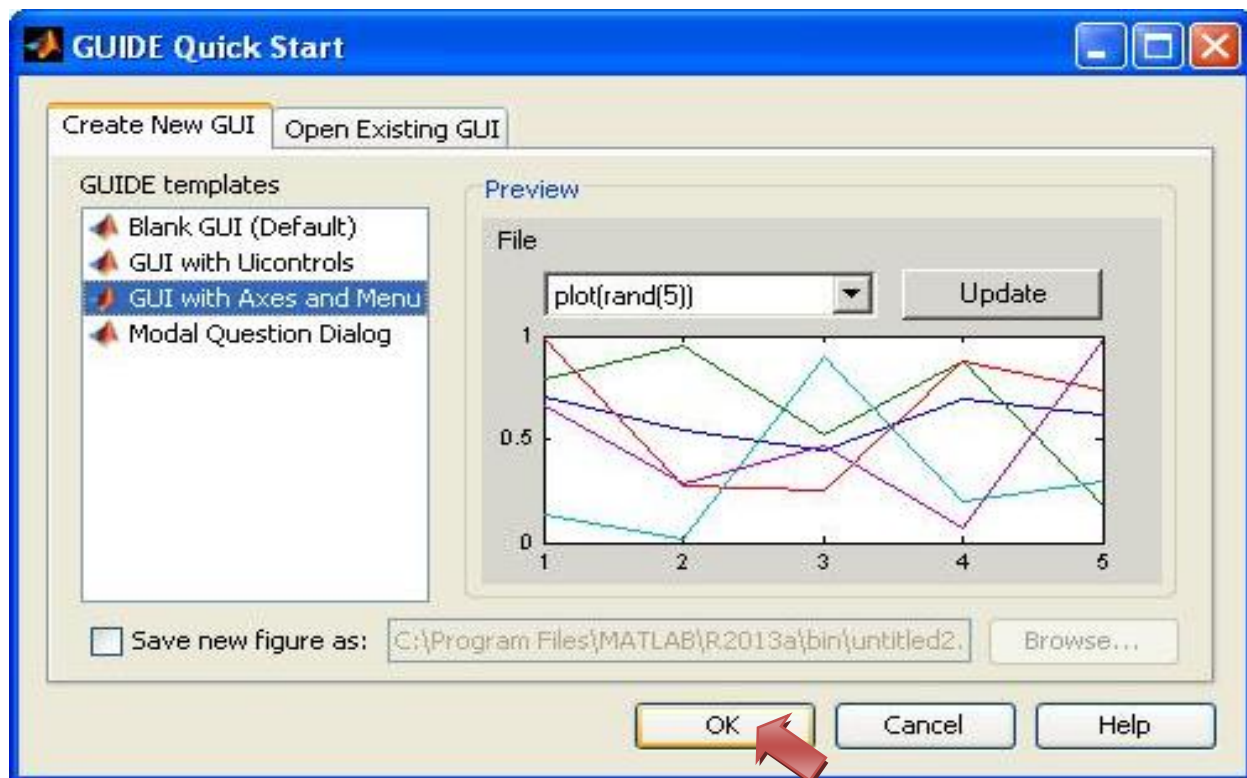 GUIDE Quick Start
Create New GUI
Open Existing GUI
GUIDE templates
Blank GUI (Default)
GUI with Uicontrols
GUI with Axes and Menu
Modal Question Dialog
Preview
File
plot(rand(5))
Update
1
0.5
0
1 2 3 4 5
Save new figure as:
C:\Program Files\MATLAB\R2013a\bin\untitled2.
Browse...
OK
Cancel
Help